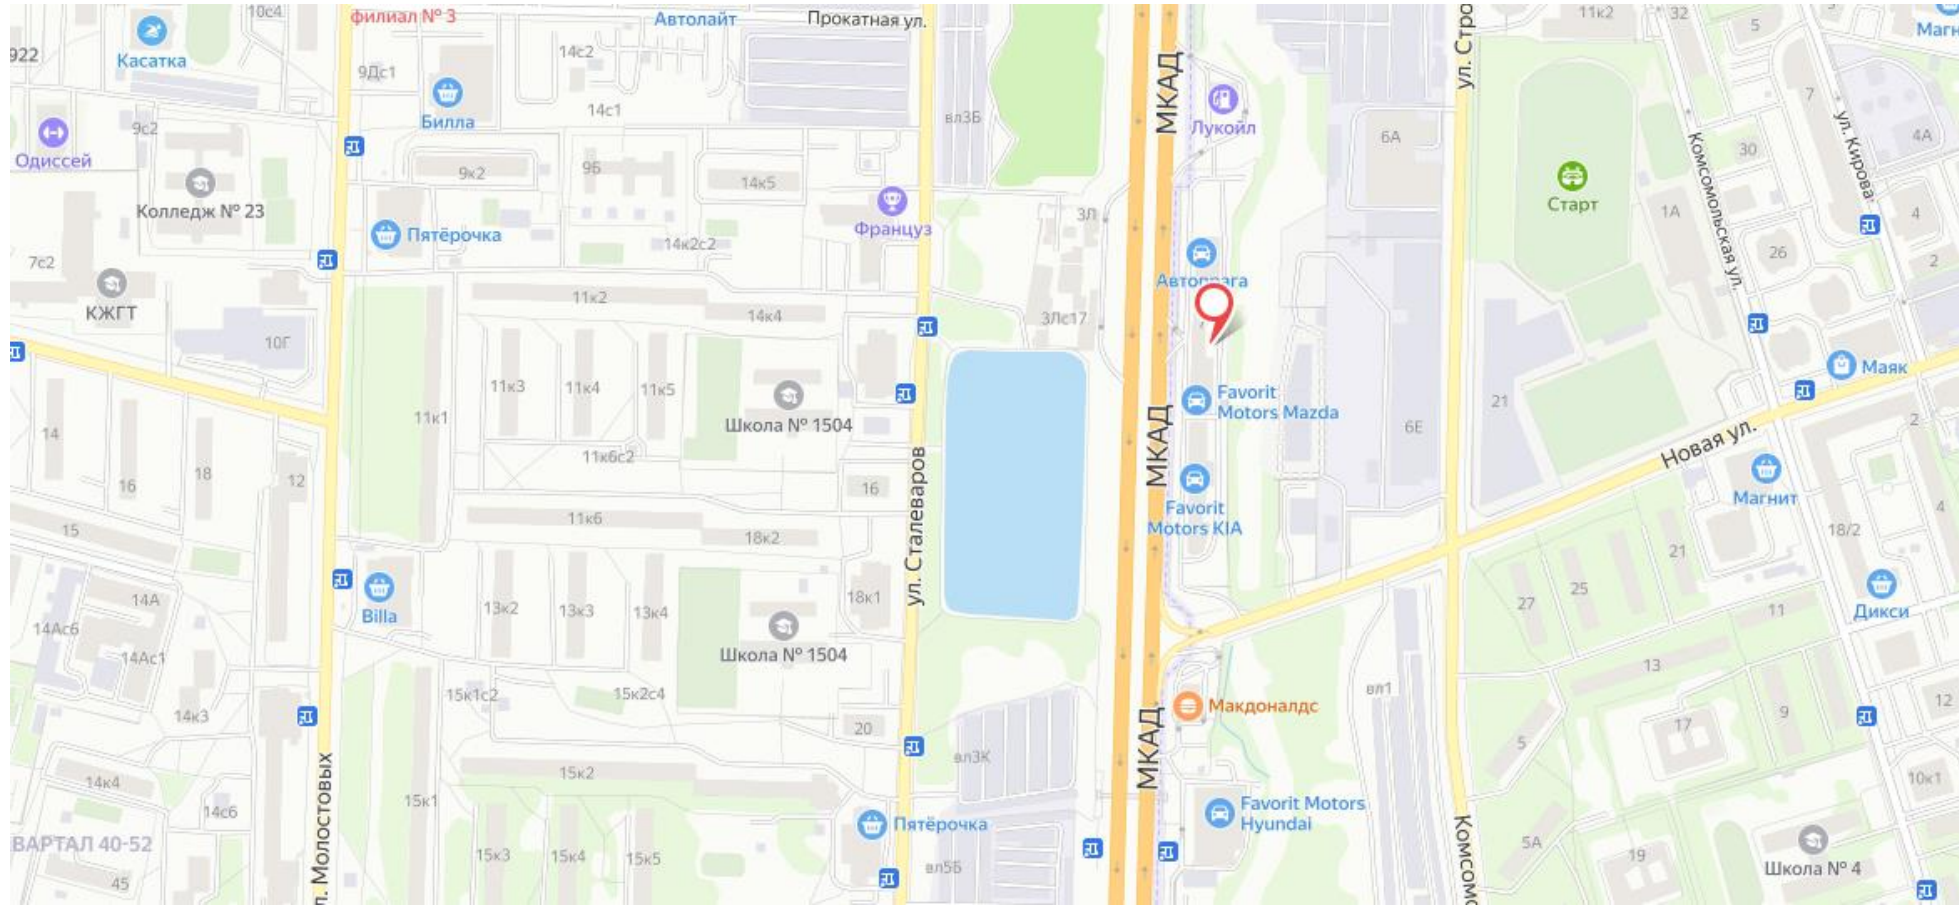 10с4
филиал № 3
Автолайт
Прокатная ул.
11к2
32
5
922
Касатка
14с2
9Дс1
Билла
14с1
вл3Б
МКАД
Лукойл
6А
7
4А
ул. Кирова
Комсомольская ул.
30
Одиссей
9с2
Колледж № 23
9к2
9Б
14к5
Француз
3Л
Старт
1А
4
Пятёрочка
14к2с2
26
2
7с2
КЖГТ
11к2
14к4
3Лс17
10Г
11к3
11к4
11к5
Школа № 1504
11к1
Favorit
Motors Mazda
МКАД
21
6Е
Маяк
2
Новая ул.
14
16
18
12
11к6с2
16
ул. Сталеваров
Favorit
Motors KIA
Магнит
18/2
4
15
11к6
18к2
21
25
27
14А
14Ас6
14Ас1
Billa
13к2
13к3
13к4
18к1
Школа № 1504
11
Дикси
13
15к1с2
15к2с4
вл1
14к3
20
МКАД
Макдоналдс
5
17
9
12
14к4
14с6
15к1
15к2
вл3К
Favorit Motors
Hyundai
10к1
ВАРТАЛ 40-52
45
15к3
15к4
15к5
Пятёрочка
вл5Б
5А
19
Школа № 4